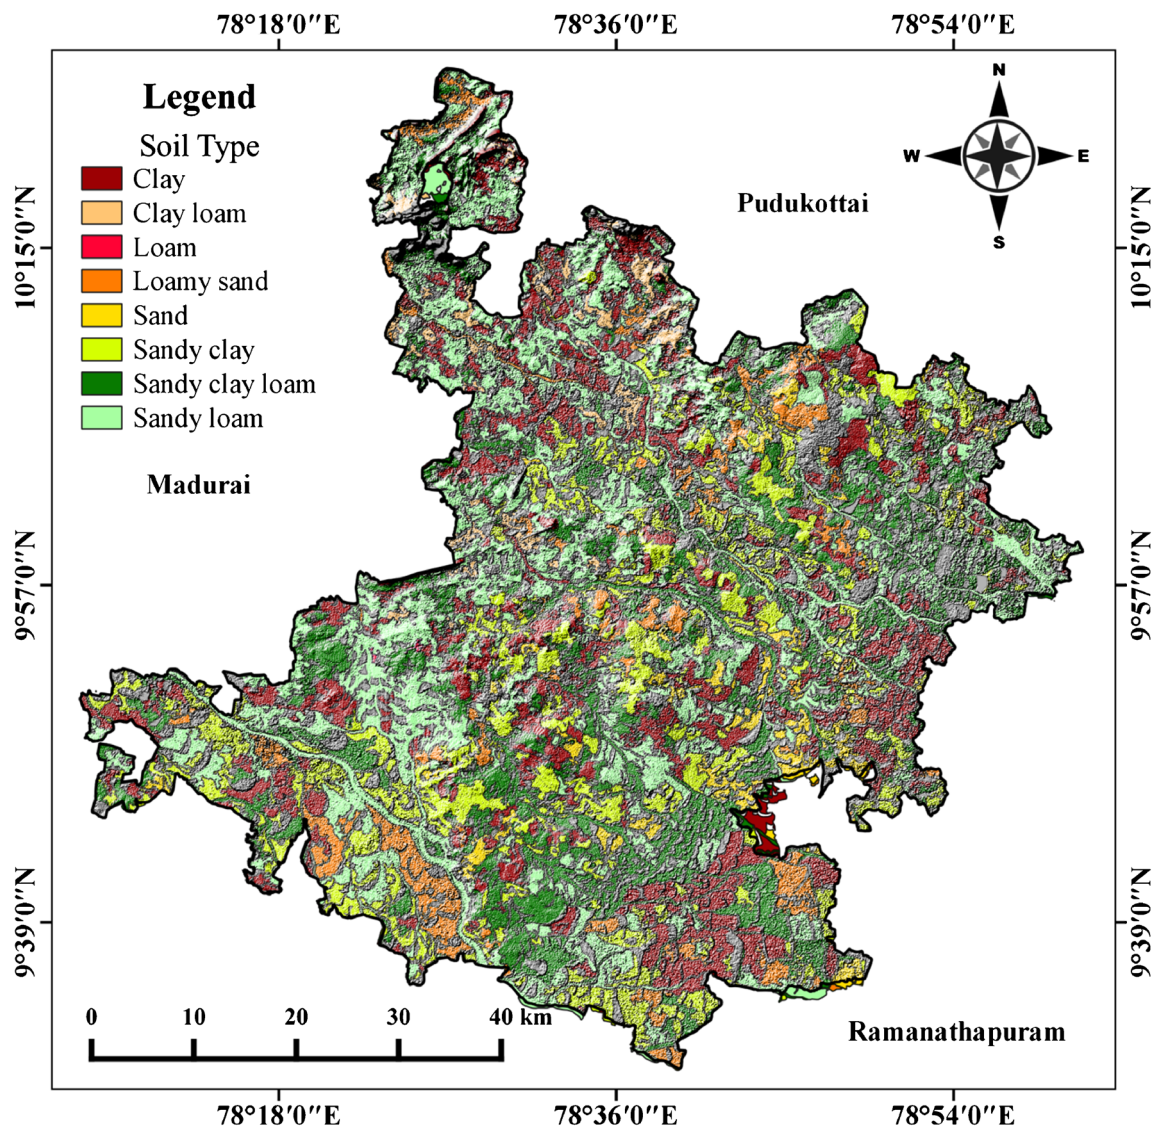 78°18'0"E 78°36'0"E 78°54'0"E
Legend
Soil Type
Clay
Clay loam
Loam
Loamy sand
Sand
Sandy clay
Sandy clay loam
Sandy loam
N
W E
S
Pudukottai
Madurai
Ramanathapuram
10°15'0"N
9°57'0"N
9°39'0"N
10°15'0"N
9°57'0"N
9°39'0"N
0 10 20 30 40 km
78°18'0"E 78°36'0"E 78°54'0"E